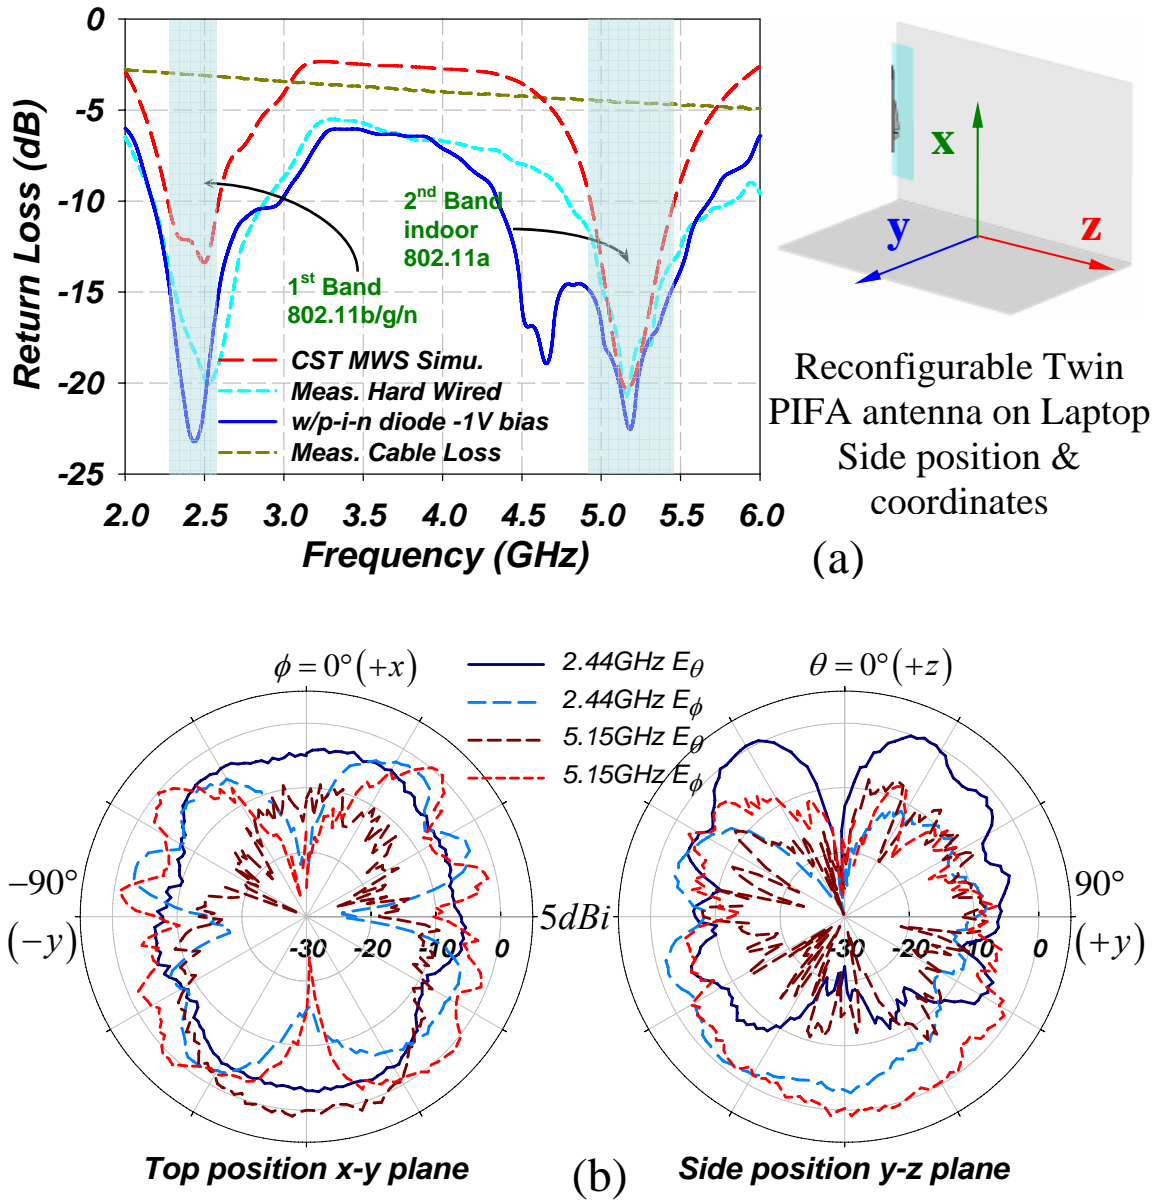 0
-5
-10
-15
-20
-25
Return Loss (dB)
2.0 2.5 3.0 3.5 4.0 4.5 5.0 5.5 6.0
Frequency (GHz)
2nd Band
indoor
802.11a
1st Band
802.11b/g/n
CST MWS Simu.
Meas. Hard Wired
w/p-i-n diode -1V bias
Meas. Cable Loss
x
y
z
Reconfigurable Twin
PIFA antenna on Laptop
Side position &
coordinates
(a)
ϕ = 0° (+x)
2.44GHz Eθ
2.44GHz Eϕ
5.15GHz Eθ
5.15GHz Eϕ
θ = 0° (+z)
−90°
(−y)
-30 -20 -10 0
5dBi
-30 -20 -10 0
90°
(+y)
Top position x-y plane
(b)
Side position y-z plane